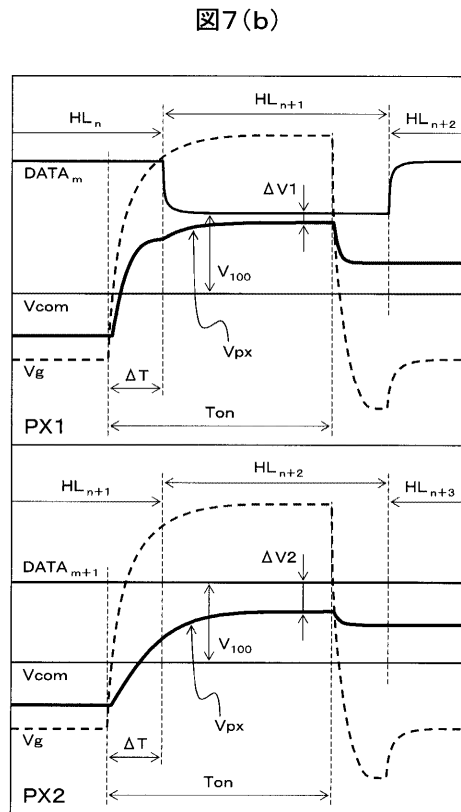 図7(b)
HLn+1
HLn
HLn+2
DATAm
ΔV1
V100
Vcom
Vpx
Vg
ΔT
Ton
PX1
HLn+2
HLn+1
HLn+3
DATAm+1
ΔV2
V100
Vcom
Vpx
Vg
ΔT
Ton
PX2